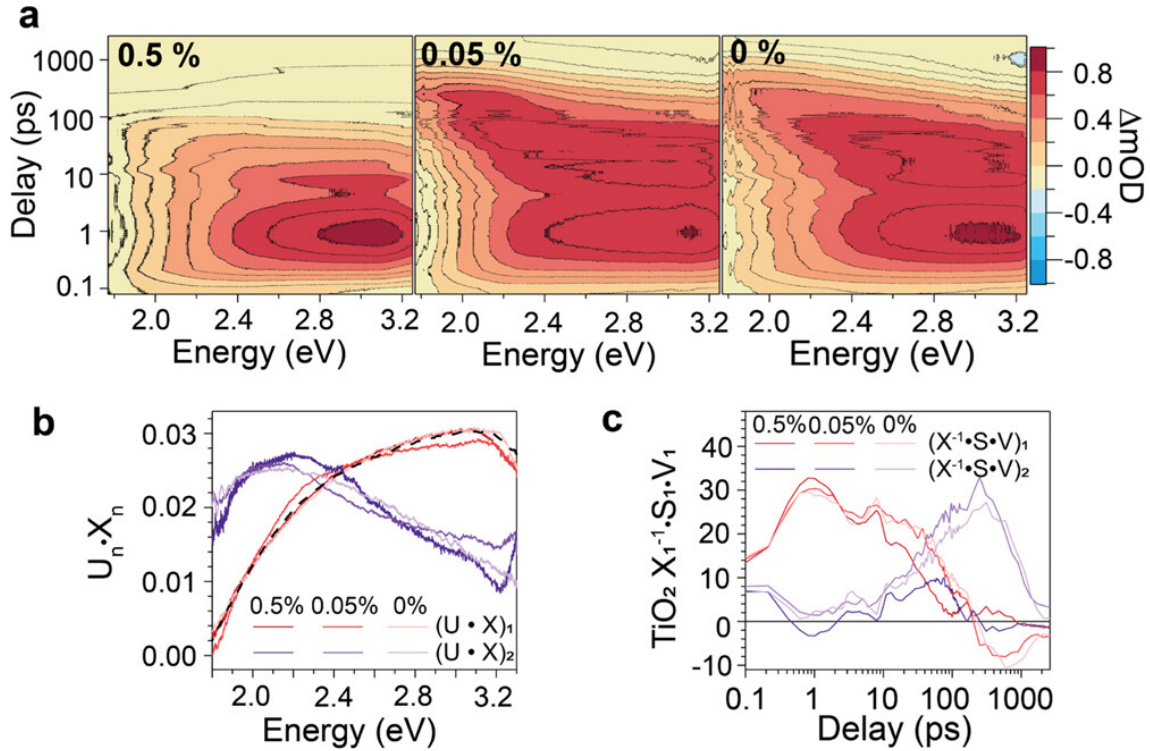 a
0.5 %
0.05 %
0 %
1000
100
10
1
0.1
Delay (ps)
2.0 2.4 2.8 3.2
2.0 2.4 2.8 3.2
2.0 2.4 2.8 3.2
Energy (eV)
Energy (eV)
Energy (eV)
0.8
0.4
0.0
-0.4
-0.8
ΔmOD
b
0.03
0.02
0.01
0.00
Uₙ•Xₙ
0.5% 0.05% 0%
(U • X)₁
(U • X)₂
2.0 2.4 2.8 3.2
Energy (eV)
c
40
30
20
10
0
-10
TiO₂ X₁⁻¹•S₁•V₁
0.5% 0.05% 0%
(X⁻¹•S•V)₁
(X⁻¹•S•V)₂
0.1 1 10 100 1000
Delay (ps)